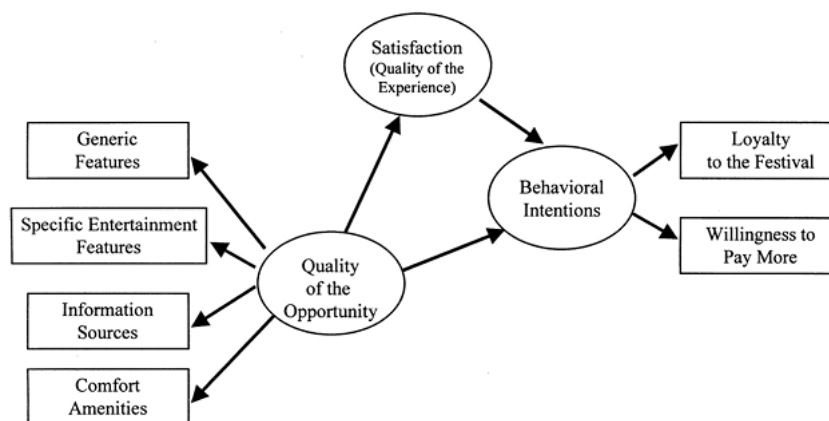 Satisfaction
(Quality of the
Experience)
Generic
Features
Loyalty
to the Festival
Behavioral
Intentions
Specific Entertainment
Features
Willingness to
Pay More
Quality
of the
Opportunity
Information
Sources
Comfort
Amenities